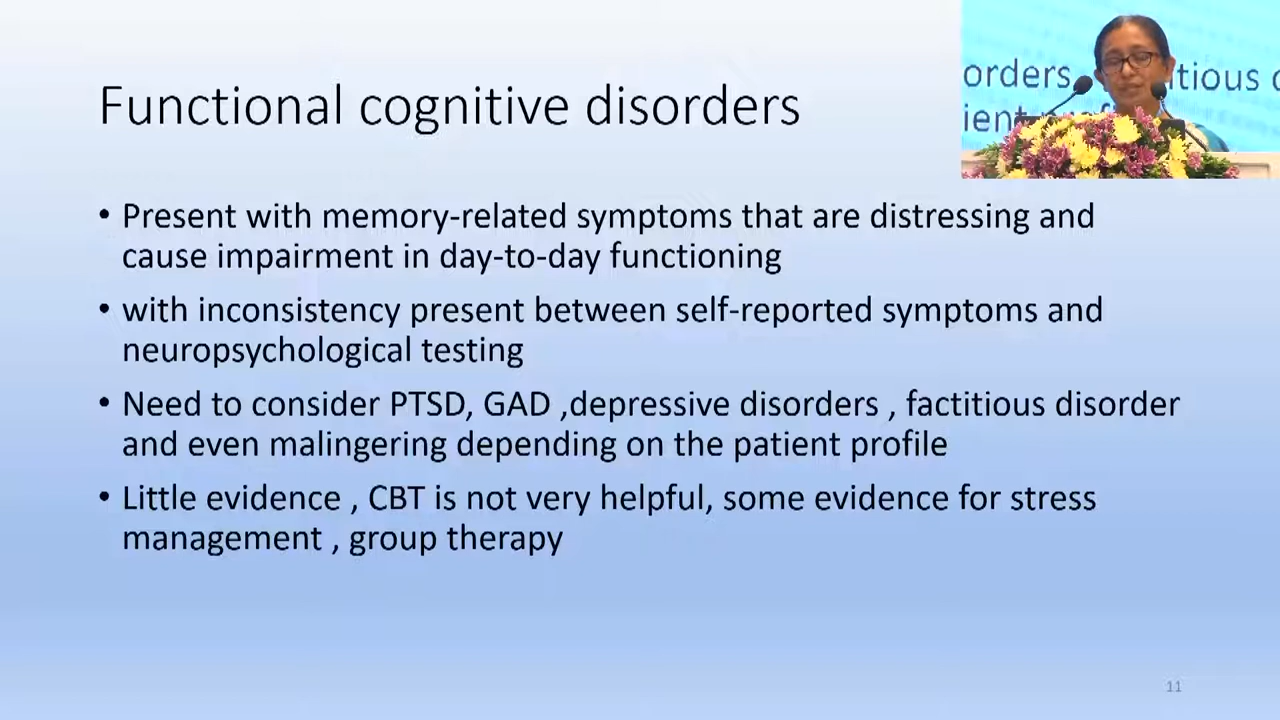 Functional cognitive disorders
orders
tious
ient
• Present with memory-related symptoms that are distressing and
cause impairment in day-to-day functioning
• with inconsistency present between self-reported symptoms and
neuropsychological testing
• Need to consider PTSD, GAD ,depressive disorders , factitious disorder
and even malingering depending on the patient profile
• Little evidence , CBT is not very helpful, some evidence for stress
management , group therapy
11